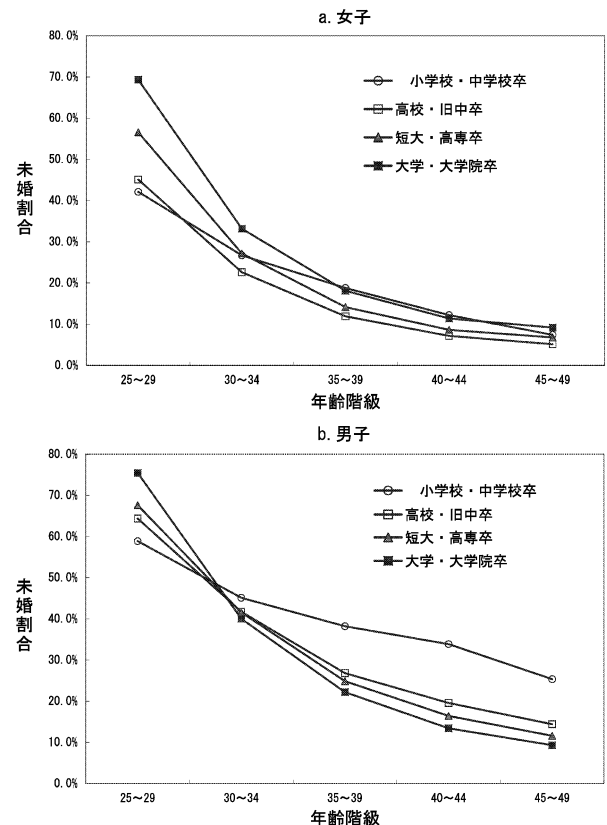 a. 女子
80.0%
70.0%
60.0%
50.0%
40.0%
30.0%
20.0%
10.0%
0.0%
未婚割合
小学校・中学校卒
高校・旧中卒
短大・高専卒
大学・大学院卒
25～29 30～34 35～39 40～44 45～49
年齢階級
b. 男子
80.0%
70.0%
60.0%
50.0%
40.0%
30.0%
20.0%
10.0%
0.0%
未婚割合
小学校・中学校卒
高校・旧中卒
短大・高専卒
大学・大学院卒
25～29 30～34 35～39 40～44 45～49
年齢階級